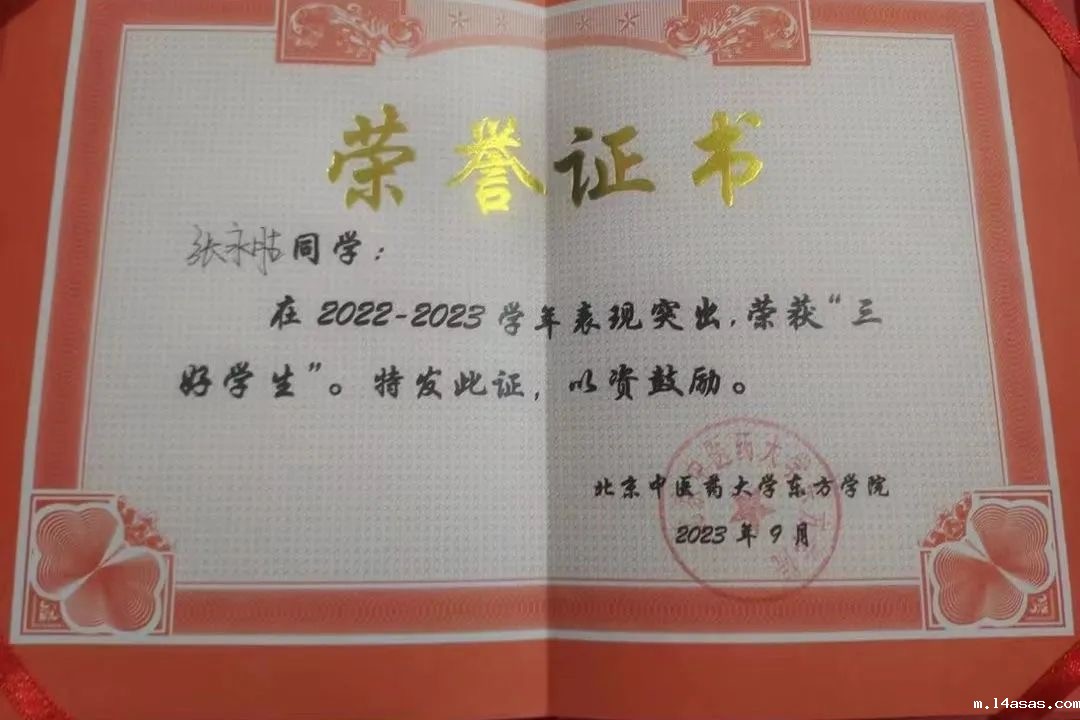 荣誉证书
张永同学：
在2022-2023学年表现突出，荣获“三
好学生”。特发此证，以资鼓励。
北京中医药大学东方学院
2023年9月
m.14asas.com